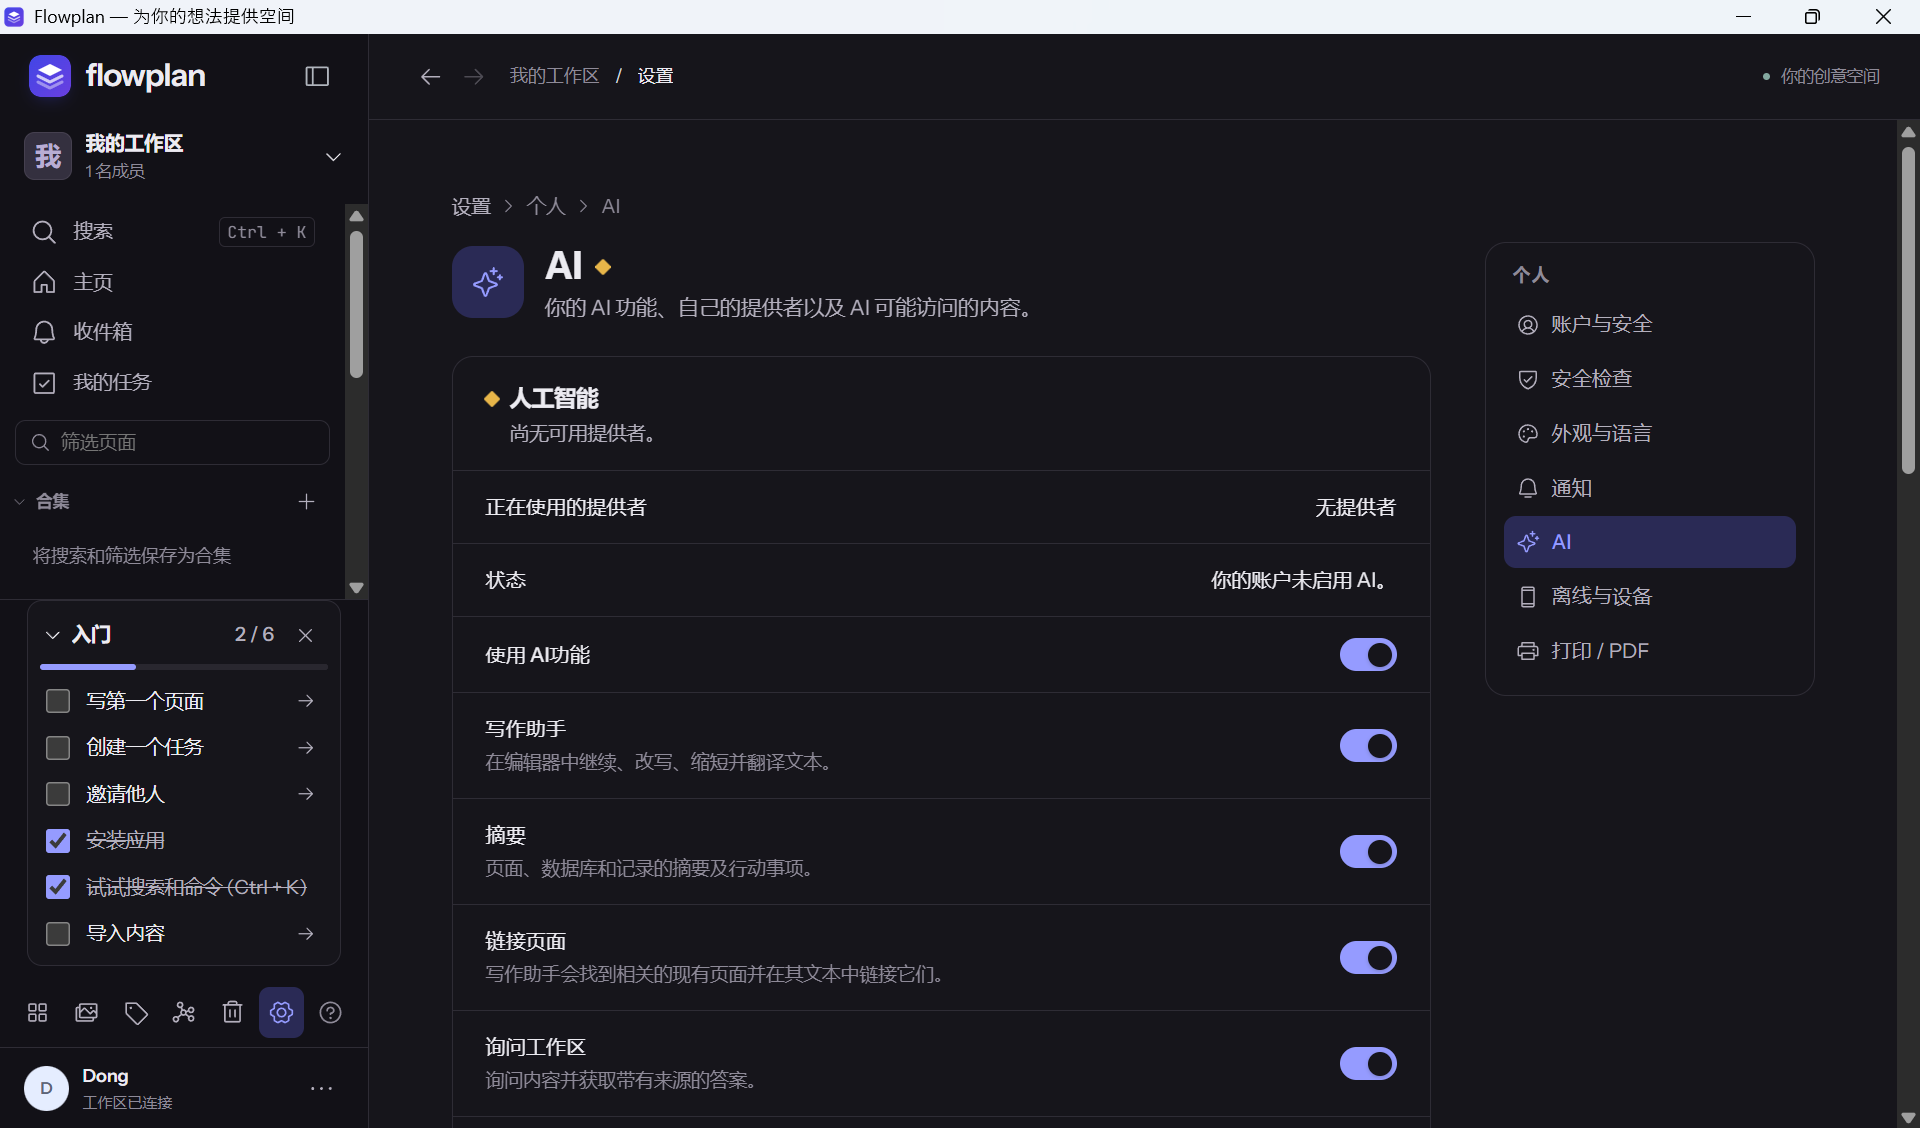 Flowplan — 为你的想法提供空间
flowplan
我
我的工作区
1名成员
搜索
Ctrl + K
主页
收件箱
我的任务
筛选页面
合集
将搜索和筛选保存为合集
入门
2 / 6
写第一个页面
创建一个任务
邀请他人
安装应用
试试搜索和命令 (Ctrl + K)
导入内容
D
Dong
工作区已连接
我的工作区 / 设置
你的创意空间
设置 > 个人 > AI
AI
你的 AI 功能、自己的提供者以及 AI 可能访问的内容。
人工智能
尚无可用提供者。
正在使用的提供者
无提供者
状态
你的账户未启用 AI。
使用 AI功能
写作助手
在编辑器中继续、改写、缩短并翻译文本。
摘要
页面、数据库和记录的摘要及行动事项。
链接页面
写作助手会找到相关的现有页面并在其文本中链接它们。
询问工作区
询问内容并获取带有来源的答案。
个人
账户与安全
安全检查
外观与语言
通知
AI
离线与设备
打印 / PDF